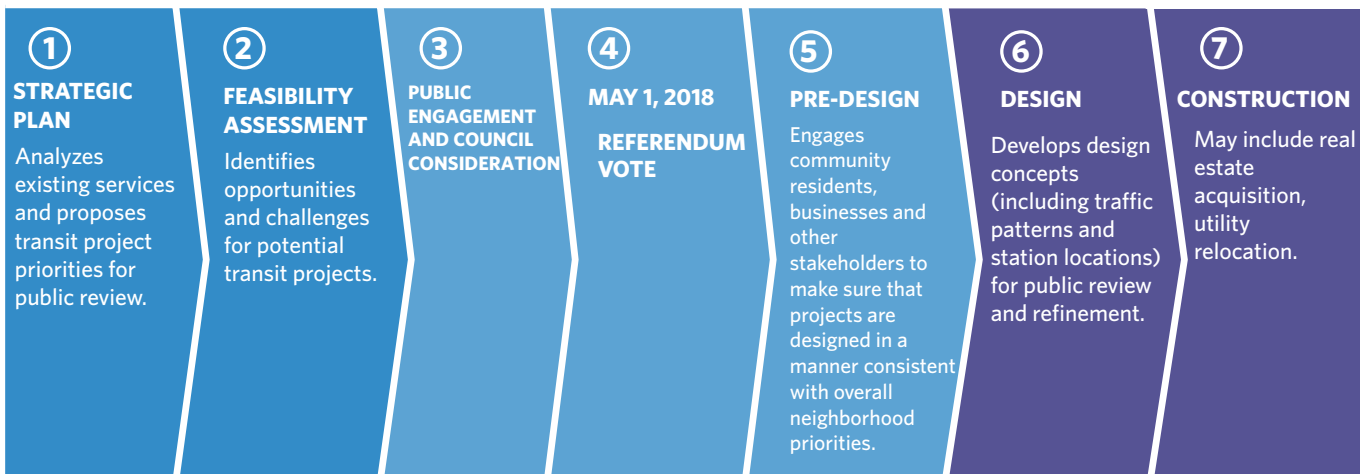 1
STRATEGIC
PLAN
Analyzes
existing services
and proposes
transit project
priorities for
public review.
2
FEASIBILITY
ASSESSMENT
Identifies
opportunities
and challenges
for potential
transit projects.
3
PUBLIC
ENGAGEMENT
AND COUNCIL
CONSIDERATION
4
MAY 1, 2018
REFERENDUM
VOTE
5
PRE-DESIGN
Engages
community
residents,
businesses and
other
stakeholders to
make sure that
projects are
designed in a
manner consistent
with overall
neighborhood
priorities.
6
DESIGN
Develops design
concepts
(including traffic
patterns and
station locations)
for public review
and refinement.
7
CONSTRUCTION
May include real
estate
acquisition,
utility
relocation.